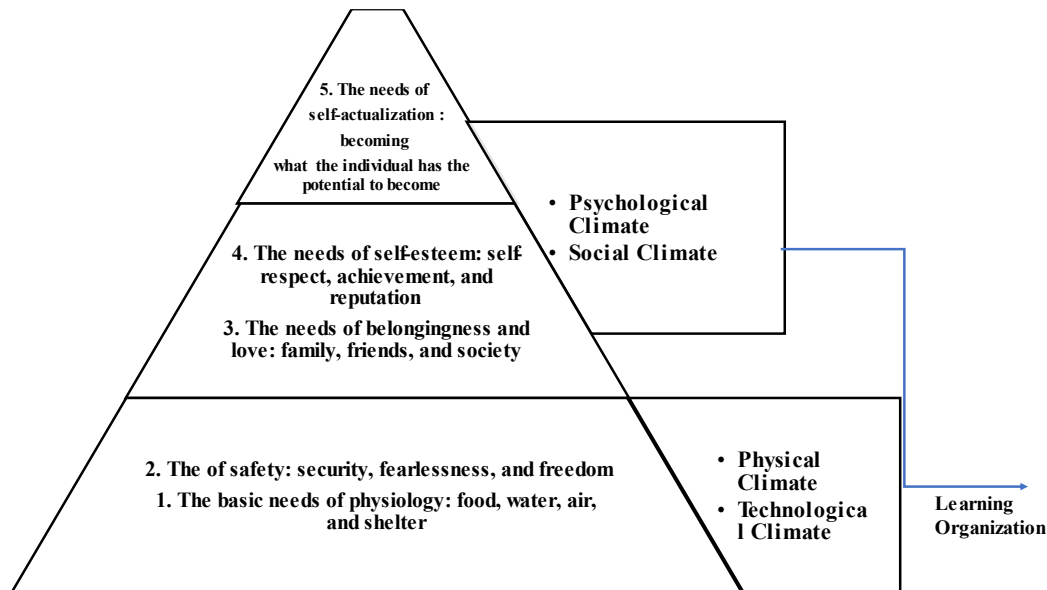 5. The needs of
self-actualization :
becoming
what the individual has the
potential to become
• Psychological
Climate
• Social Climate
4. The needs of self-esteem: self-
respect, achievement, and
reputation
3. The needs of belongingness and
love: family, friends, and society
2. The of safety: security, fearlessness, and freedom
1. The basic needs of physiology: food, water, air,
and shelter
• Physical
Climate
• Technologica
l Climate
Learning
Organization